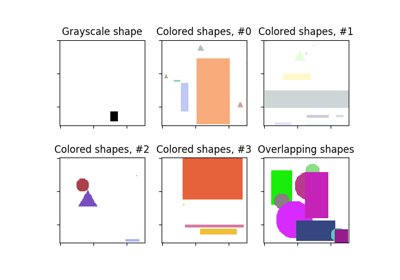 Grayscale shape
Colored shapes, #0
Colored shapes, #1
Colored shapes, #2
Colored shapes, #3
Overlapping shapes